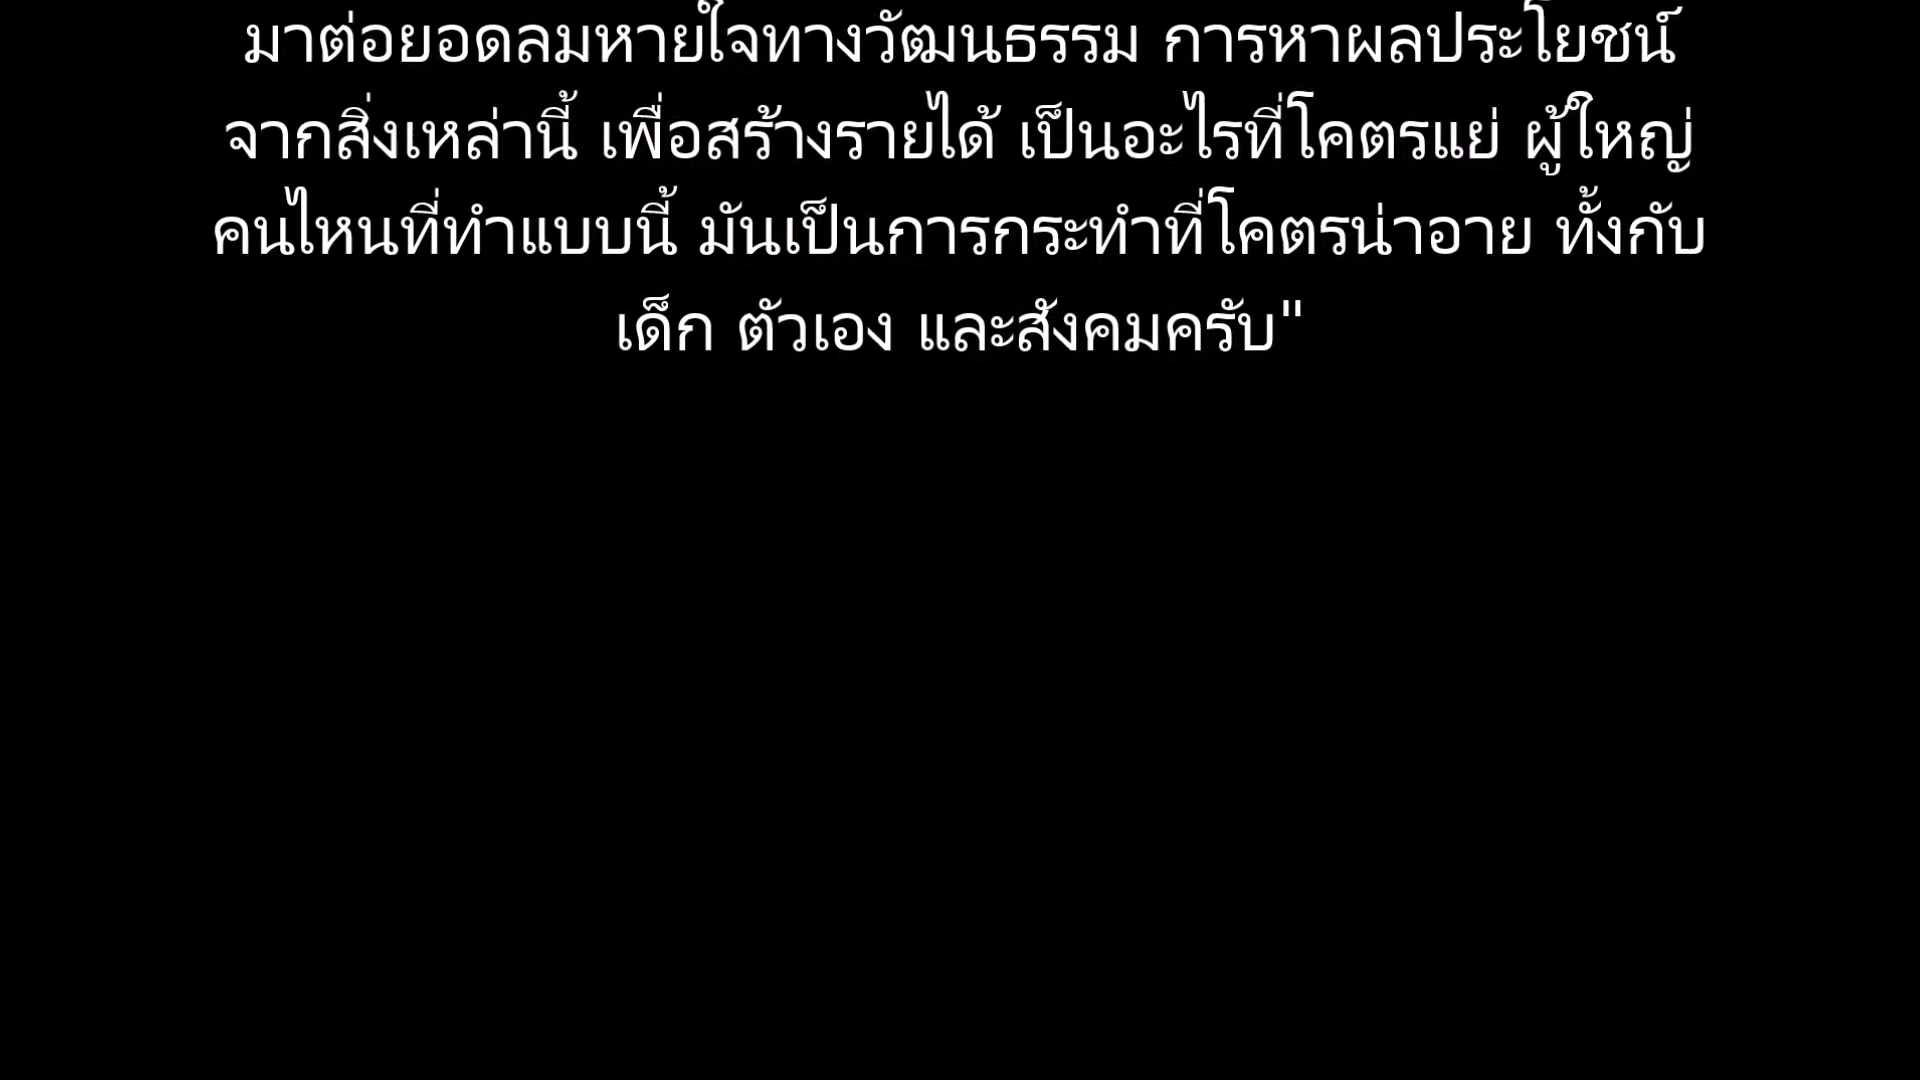 มาต่อยอดลมหายใจทางวัฒนธรรม การหาผลประโยชน์
จากสิ่งเหล่านี้ เพื่อสร้างรายได้ เป็นอะไรที่โคตรแย่ ผู้ใหญ่
คนไหนที่ทำแบบนี้ มันเป็นการกระทำที่โคตรน่าอาย ทั้งกับ
เด็ก ตัวเอง และสังคมครับ"